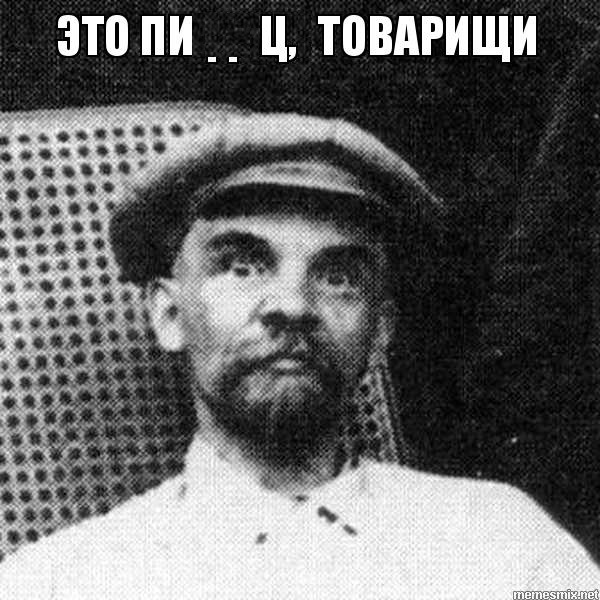 ЭТО ПИ _ _ Ц, ТОВАРИЩИ
memesmix.net